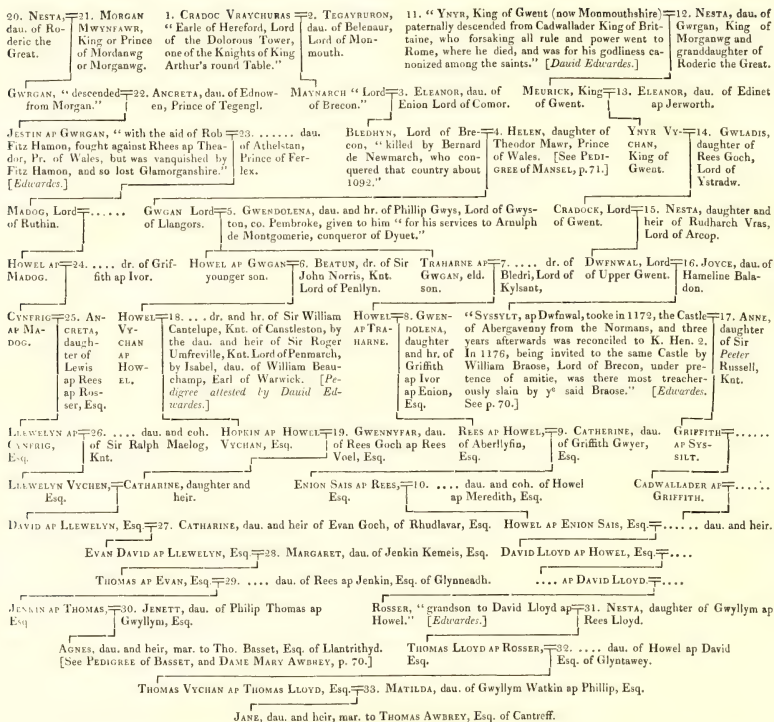 20. NESTA, dau. of Roderic the Great.
21. MORGAN MWYNFAWR, King or Prince of Mordanwg or Morganwg.
1. CRADOC VRAYCHURAS "Earle of Hereford, Lord of the Dolorous Tower, one of the Knights of King Arthur's round Table."
2. TEGAYRURON, dau. of Belenaur, Lord of Monmouth.
11. "YNYR, King of Gwent (now Monmouthshire) paternally descended from Cadwallader King of Brittaine, who forsaking all rule and power went to Rome, where he died, and was for his godliness canonized among the saints." [Dauid Edwardes.]
12. NESTA, dau. of Gwrgan, King of Morganwg and granddaughter of Roderic the Great.
GWRGAN, "descended from Morgan."
22. ANCRETA, dau. of Ednowen, Prince of Tegengl.
MAYNARCH "Lord of Brecon."
3. ELEANOR, dau. of Enion Lord of Comor.
MEURICK, King of Gwent.
13. ELEANOR, dau. of Edinet ap Jerworth.
JESTIN AP GWRGAN, "with the aid of Rob Fitz Hamon, fought against Rhees ap Theador, Pr. of Wales, but was vanquished by Fitz Hamon, and so lost Glamorganshire." [Edwardes.]
23. ...... dau. of Athelstan, Prince of Ferlex.
BLEDHYN, Lord of Brecon, "killed by Bernard de Newmarch, who conquered that country about 1092."
4. HELEN, daughter of Theodor Mawr, Prince of Wales. [See PEDIGREE OF MANSEL, p. 71.]
YNYR VYCHAN, King of Gwent.
14. GWLADIS, daughter of Rees Goch, Lord of Ystradw.
MADOG, Lord of Ruthin.
......
GWGAN Lord of Llangors.
5. GWENDOLENA, dau. and hr. of Phillip Gwys, Lord of Gwyston, co. Pembroke, given to him "for his services to Arnulph de Montgomerie, conqueror of Dyuet."
CRADOCK, Lord of Gwent.
15. NESTA, daughter and heir of Rudharch Vras, Lord of Arcop.
HOWEL AP MADOG.
24. .... dr. of Griffith ap Ivor.
HOWEL AP GWGAN younger son.
6. BEATUN, dr. of Sir John Norris, Knt. Lord of Penllyn.
TRAHARNE AP GWGAN, eld. son.
7. .... dr. of Bledri, Lord of Kylsant,
DWFNWAL, Lord of Upper Gwent.
16. JOYCE, dau. of Hameline Baladon.
CYNFRIG AP MADOG.
25. ANCRETA, daughter of Lewis ap Rees ap Rosser, Esq.
HOWEL VYCHAN AP HOWEL.
18. ... dr. and hr. of Sir William Cantelupe, Knt. of Canstleston, by the dau. and heir of Sir Roger Umfreville, Knt. Lord of Penmarch, by Isabel, dau. of William Beauchamp, Earl of Warwick. [Pedigree attested by Dauid Edwardes.]
HOWEL AP TRAHARNE.
8. GWENDOLENA, daughter and hr. of Griffith ap Ivor ap Enion, Esq.
"SYSSYLT, ap Dwfnwal, tooke in 1172, the Castle of Abergavenny from the Normans, and three years afterwards was reconciled to K. Hen. 2. In 1176, being invited to the same Castle by William Braose, Lord of Brecon, under pretence of amitie, was there most treacherously slain by ye said Braose." [Edwardes. See p. 70.]
17. ANNE, daughter of Sir Peeter Russell, Knt.
LLEWELYN AP CYNFRIG, Esq.
26. .... dau. and coh. of Sir Ralph Maelog, Knt.
HOPKIN AP HOWEL VYCHAN, Esq.
19. GWENNYFAR, dau. of Rees Goch ap Rees Voel, Esq.
REES AP HOWEL, of Aberllyfin, Esq.
9. CATHERINE, dau. of Griffith Gwyer, Esq.
GRIFFITH AP SYSSILT.
......
LLEWELYN VYCHEN, Esq.
CATHARINE, daughter and heir.
ENION SAIS AP REES, Esq.
10. .... dau. and coh. of Howel ap Meredith, Esq.
CADWALLADER AP GRIFFITH.
......
DAVID AP LLEWELYN, Esq.
27. CATHARINE, dau. and heir of Evan Goch, of Rhudlavar, Esq.
HOWEL AP ENION SAIS, Esq.
...... dau. and heir.
EVAN DAVID AP LLEWELYN, Esq.
28. MARGARET, dau. of Jenkin Kemeis, Esq.
DAVID LLOYD AP HOWEL, Esq.
....
THOMAS AP EVAN, Esq.
29. .... dau. of Rees ap Jenkin, Esq. of Glynneadh.
.... AP DAVID LLOYD.
....
JENKIN AP THOMAS, Esq
30. JENETT, dau. of Philip Thomas ap Gwyllym, Esq.
ROSSER, "grandson to David Lloyd ap Howel." [Edwardes.]
31. NESTA, daughter of Gwyllym ap Rees Lloyd.
AGNES, dau. and heir, mar. to Tho. Basset, Esq. of Llantrithyd.
[See PEDIGREE OF BASSET, and DAME MARY AWBREY, p. 70.]
THOMAS LLOYD AP ROSSER, Esq.
32. .... dau. of Howel ap David Esq. of Glyntawey.
THOMAS VYCHAN AP THOMAS LLOYD, Esq.
33. MATILDA, dau. of Gwyllym Watkin ap Phillip, Esq.
JANE, dau. and heir, mar. to THOMAS AWBREY, Esq. of Cantreff.